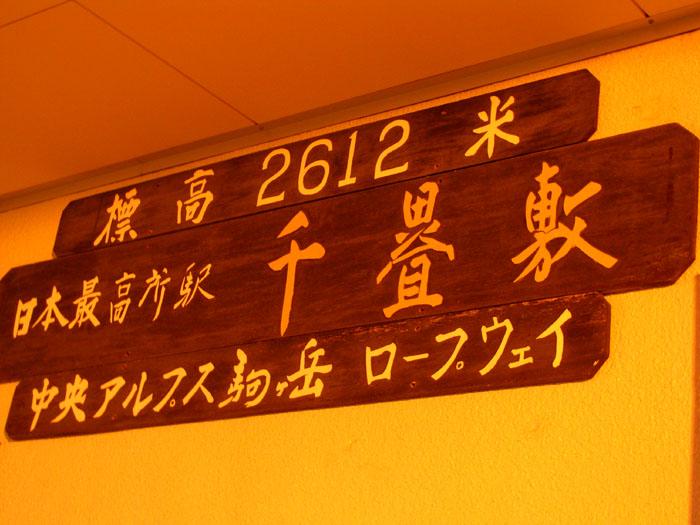 標高 2612 米
日本最高所駅 千畳敷
中央アルプス駒ヶ岳 ロープウェイ